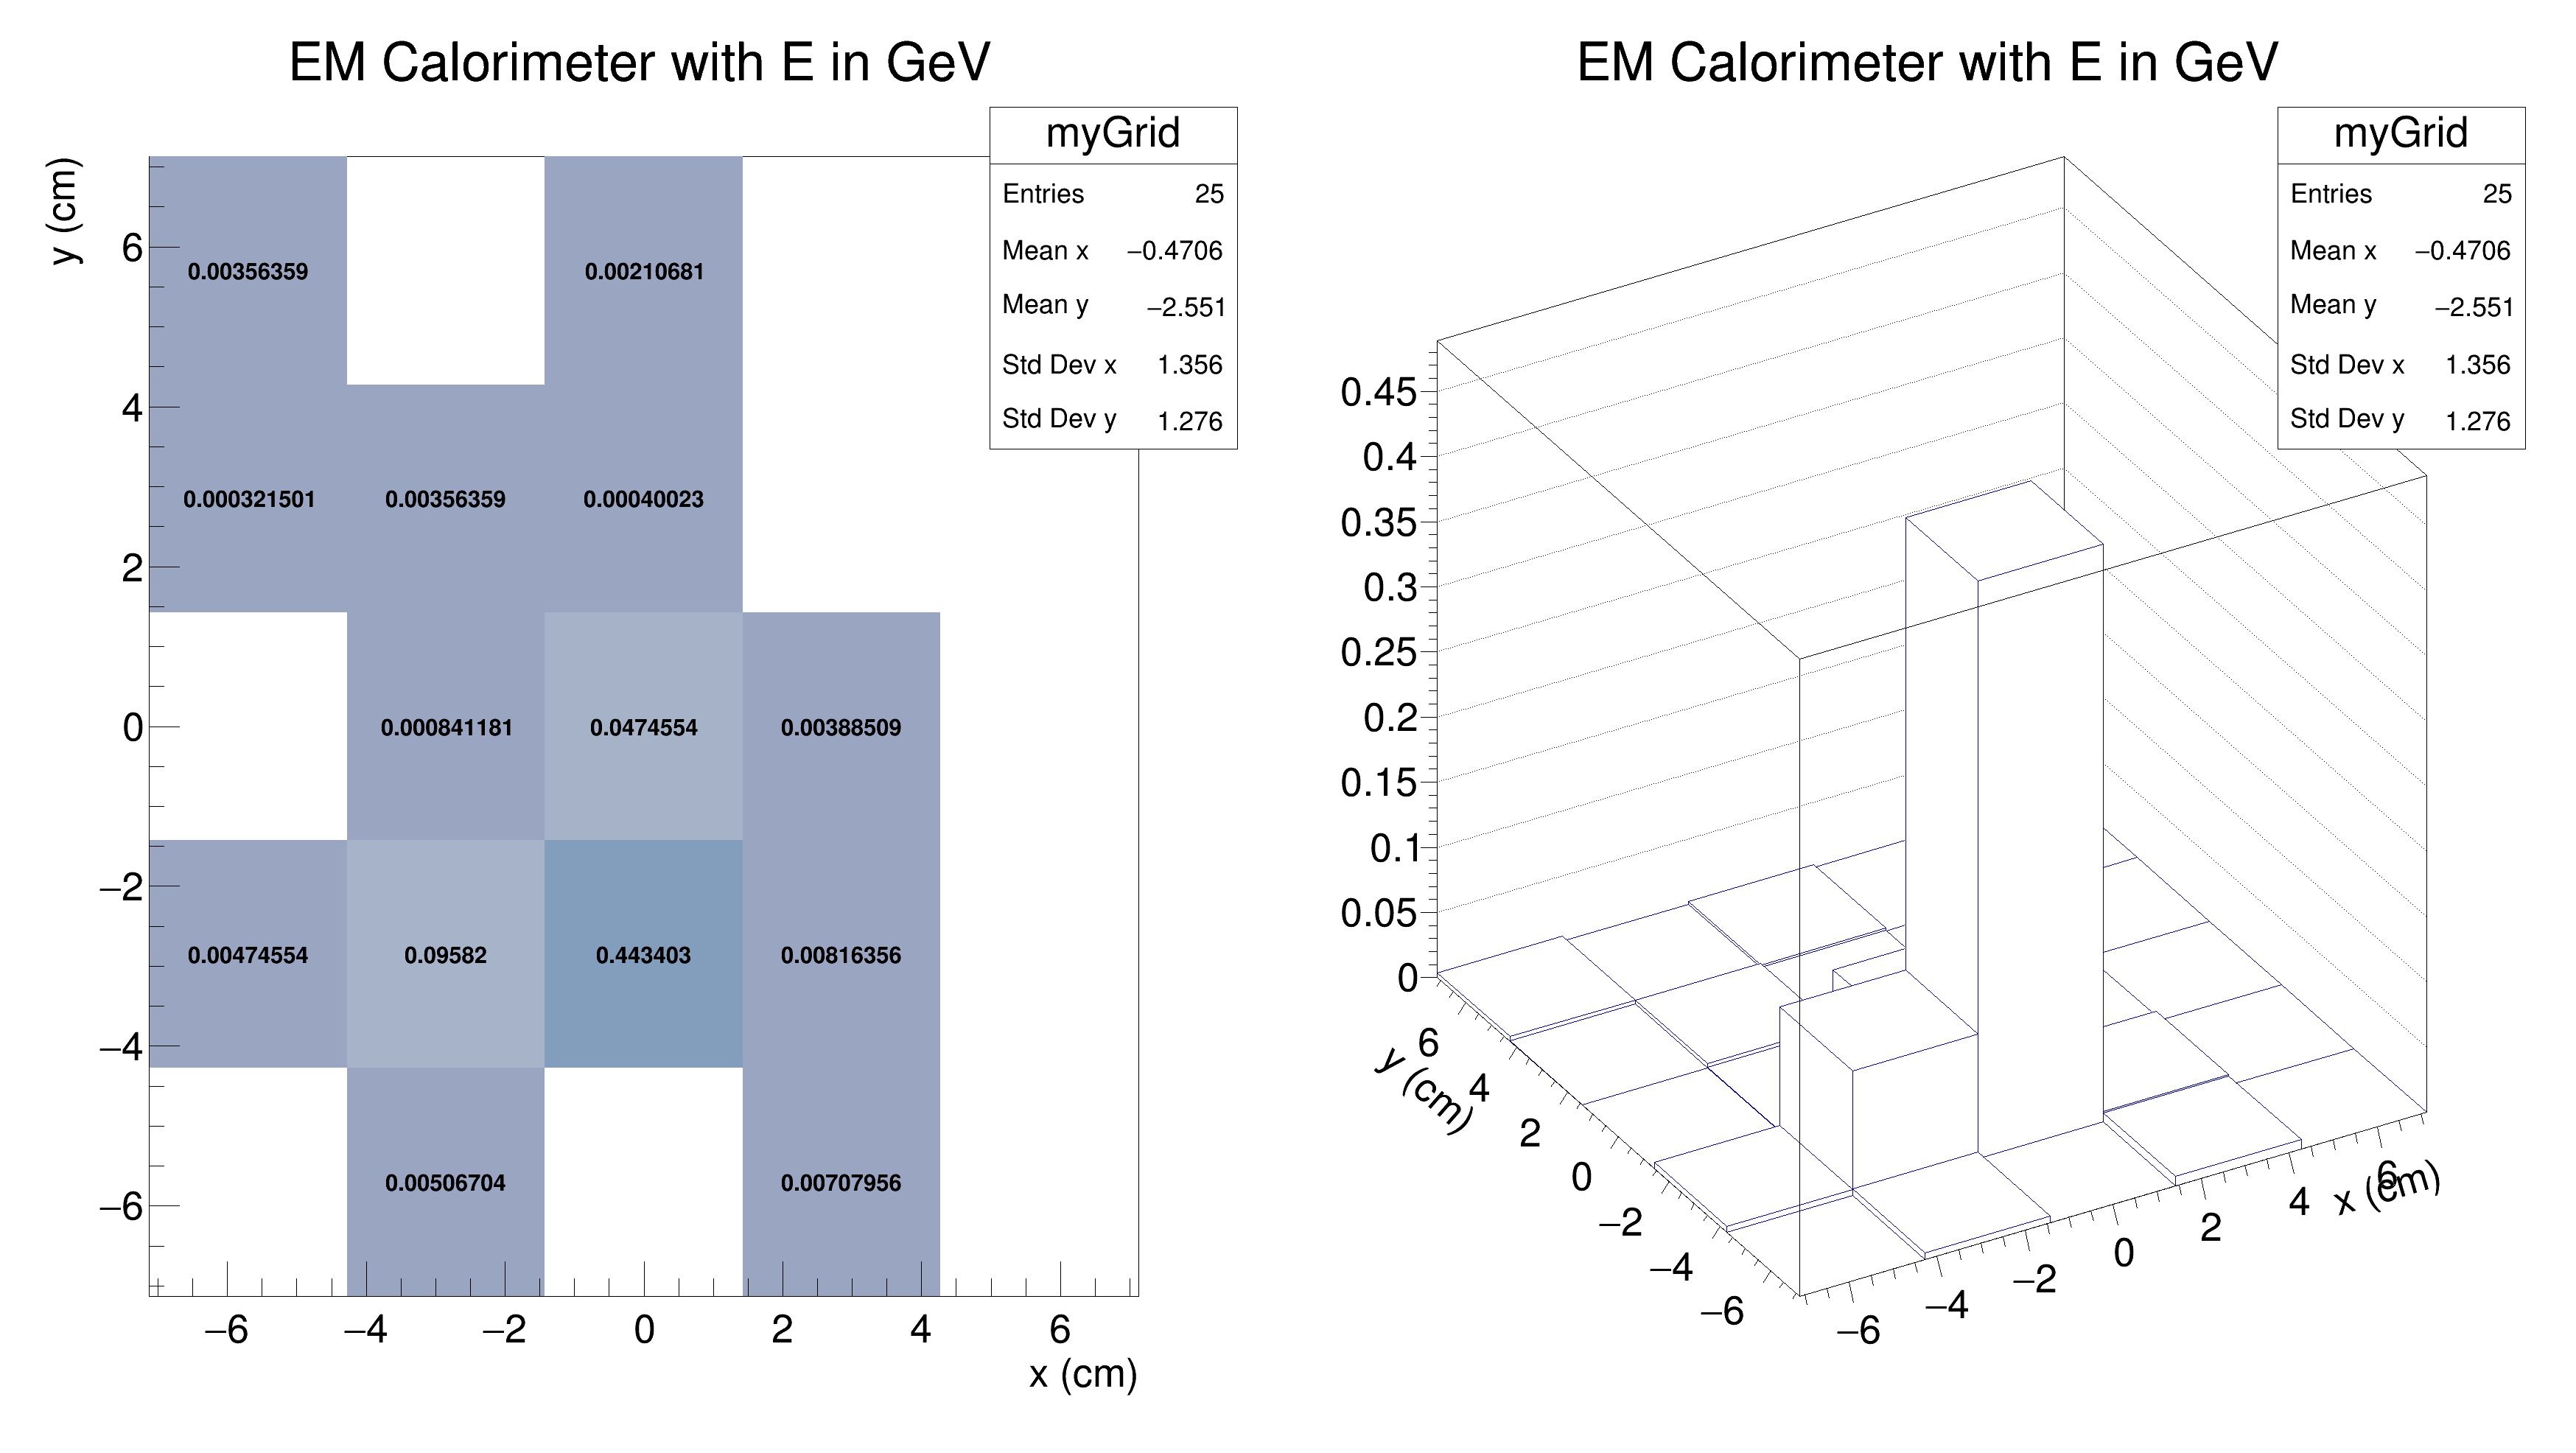 EM Calorimeter with E in GeV
myGrid
Entries 25
Mean x −0.4706
Mean y −2.551
Std Dev x 1.356
Std Dev y 1.276
y (cm)
6
4
2
0
−2
−4
−6
0.00356359 0.00210681
0.000321501 0.00356359 0.00040023
0.000841181 0.0474554 0.00388509
0.00474554 0.09582 0.443403 0.00816356
0.00506704 0.00707956
−6 −4 −2 0 2 4 6
x (cm)
EM Calorimeter with E in GeV
myGrid
Entries 25
Mean x −0.4706
Mean y −2.551
Std Dev x 1.356
Std Dev y 1.276
0.45
0.4
0.35
0.3
0.25
0.2
0.15
0.1
0.05
0
y (cm)
6
4
2
0
−2
−4
−6
−6 −4 −2 0 2 4 6
x (cm)